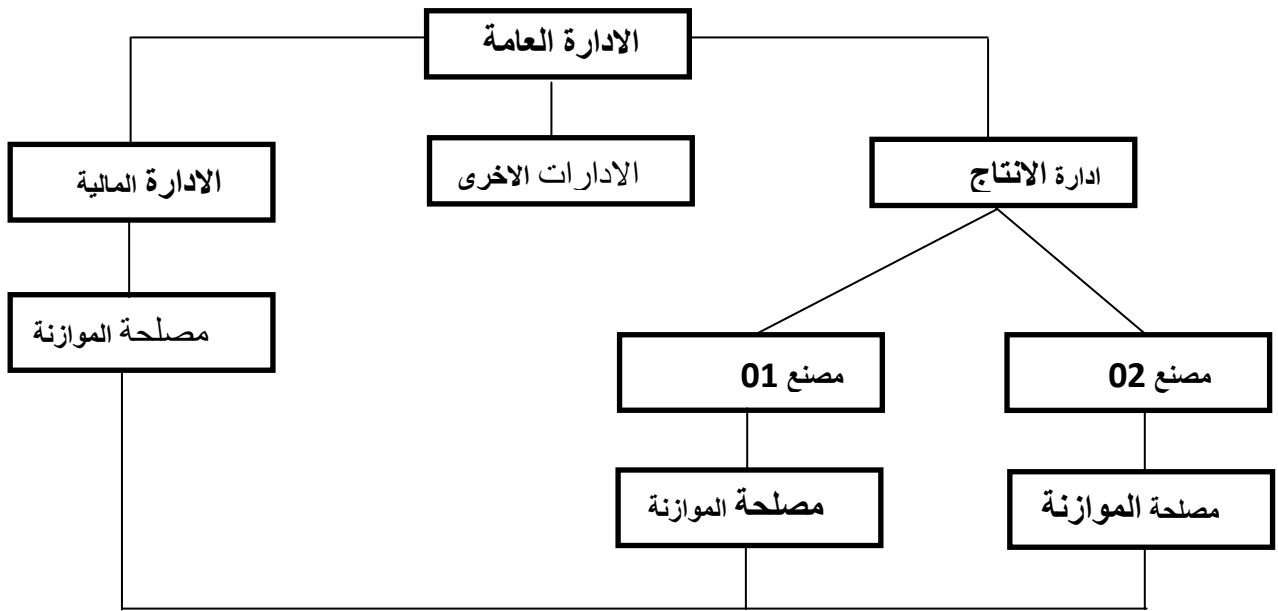 الادارة العامة
ادارة الانتاج
الادارات الاخرى
الادارة المالية
مصلحة الموازنة
مصنع 02
مصنع 01
مصلحة الموازنة
مصلحة الموازنة